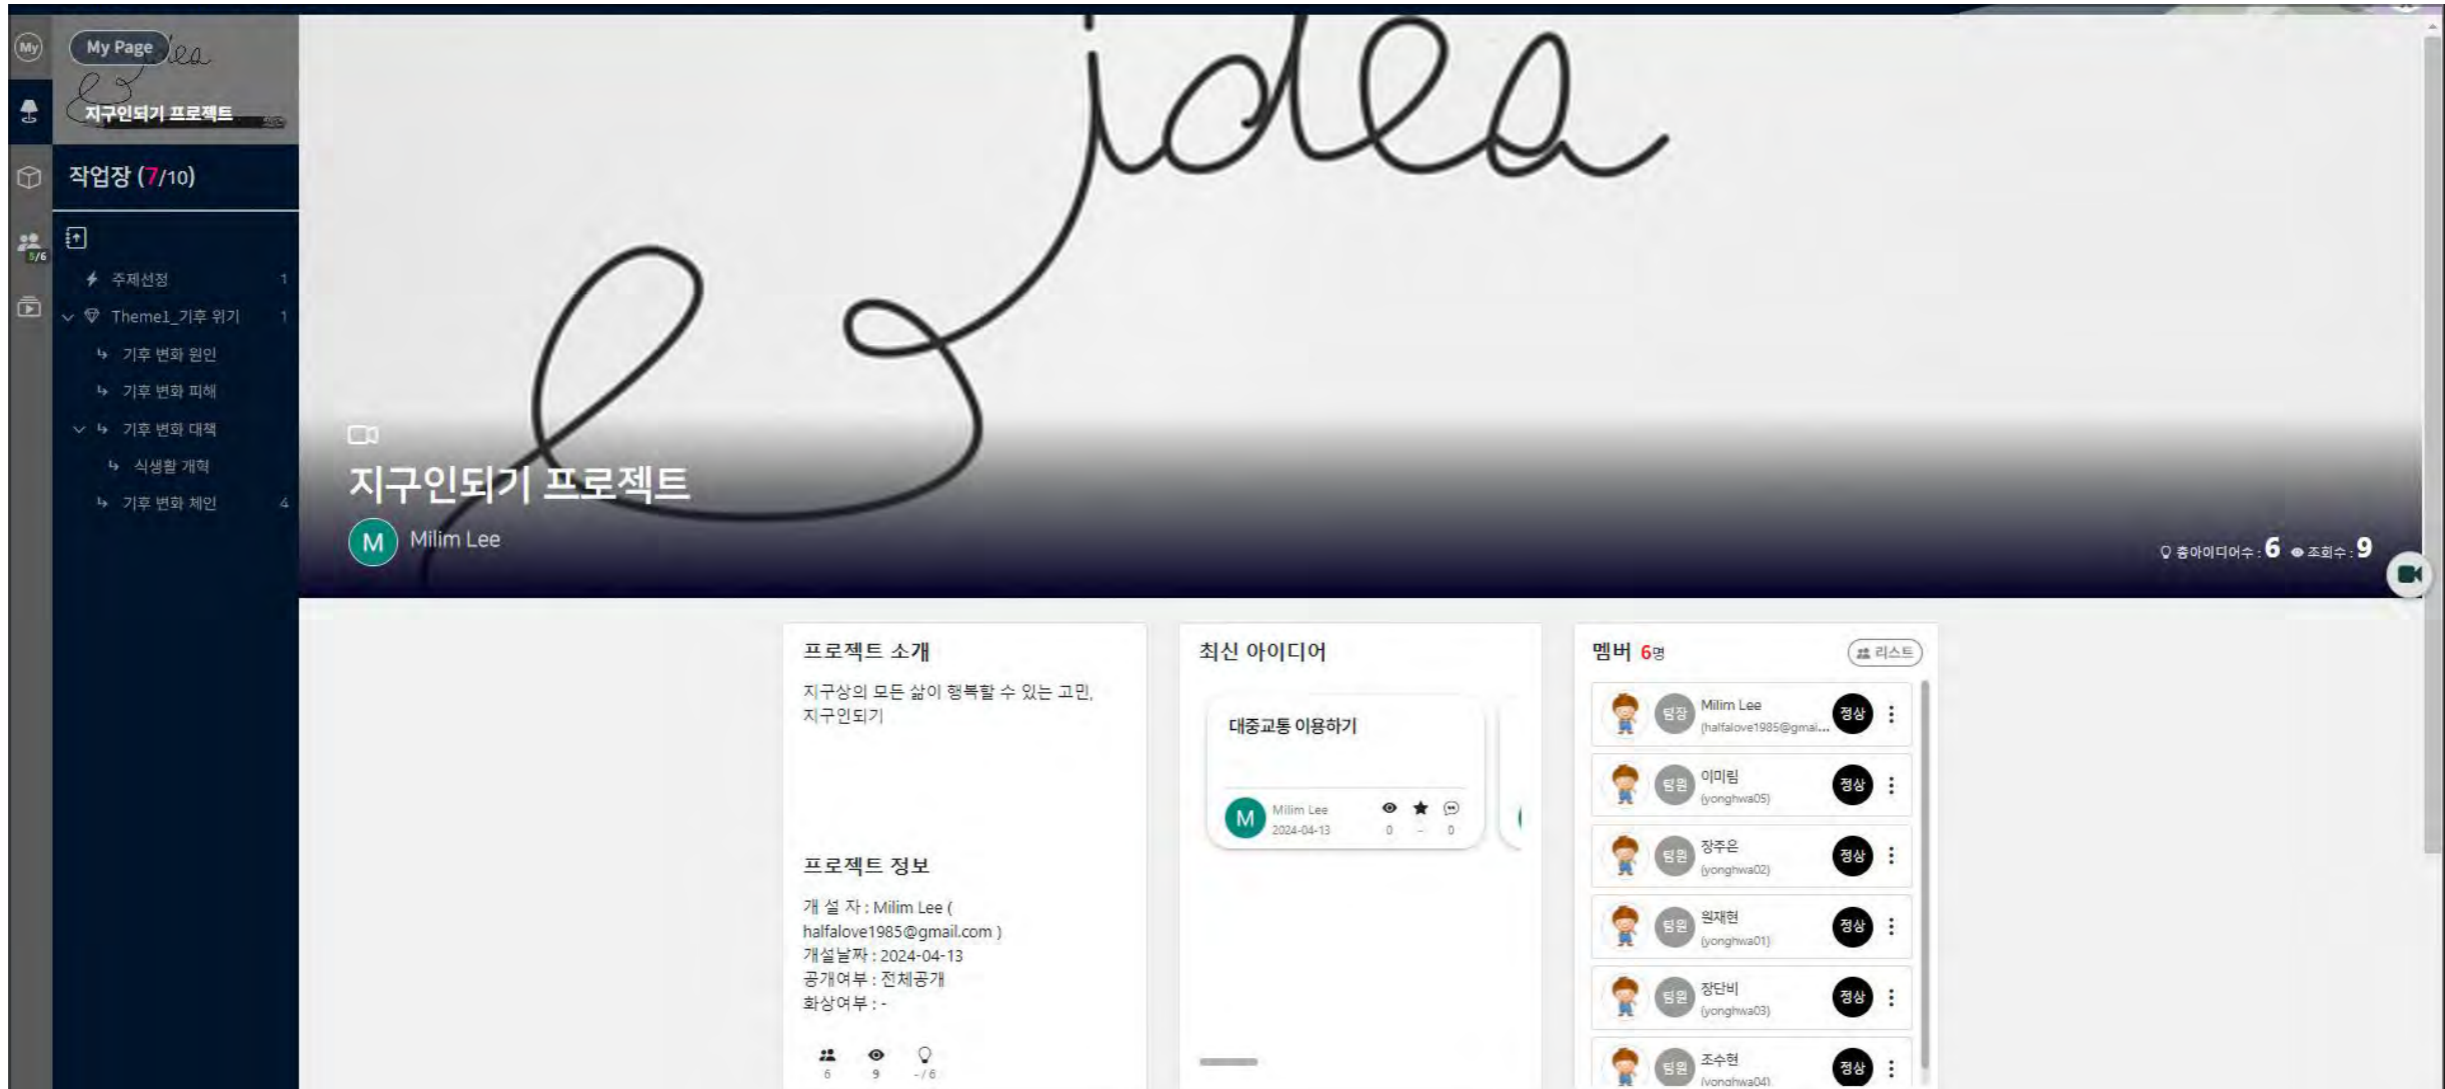 My
My Page
idea
지구인되기 프로젝트
작업장 (7/10)
5/6
주제선정 1
Theme1_기후 위기 1
기후 변화 원인
기후 변화 피해
기후 변화 대책
식생활 개혁
기후 변화 체인 4
idea
지구인되기 프로젝트
M Milim Lee
총아이디어수 : 6 조회수 : 9
프로젝트 소개
지구상의 모든 삶이 행복할 수 있는 고민,
지구인되기
프로젝트 정보
개 설 자 : Milim Lee (
halfalove1985@gmail.com )
개설날짜 : 2024-04-13
공개여부 : 전체공개
화상여부 : -
6 9 - / 6
최신 아이디어
대중교통 이용하기
M Milim Lee
2024-04-13 0 - 0
멤버 6명 리스트
팀장 Milim Lee 정상
(halfalove1985@gmai...
팀원 이미림 정상
(yonghwa05)
팀원 장주은 정상
(yonghwa02)
팀원 원재현 정상
(yonghwa01)
팀원 장단비 정상
(yonghwa03)
팀원 조수현 정상
(yonghwa04)